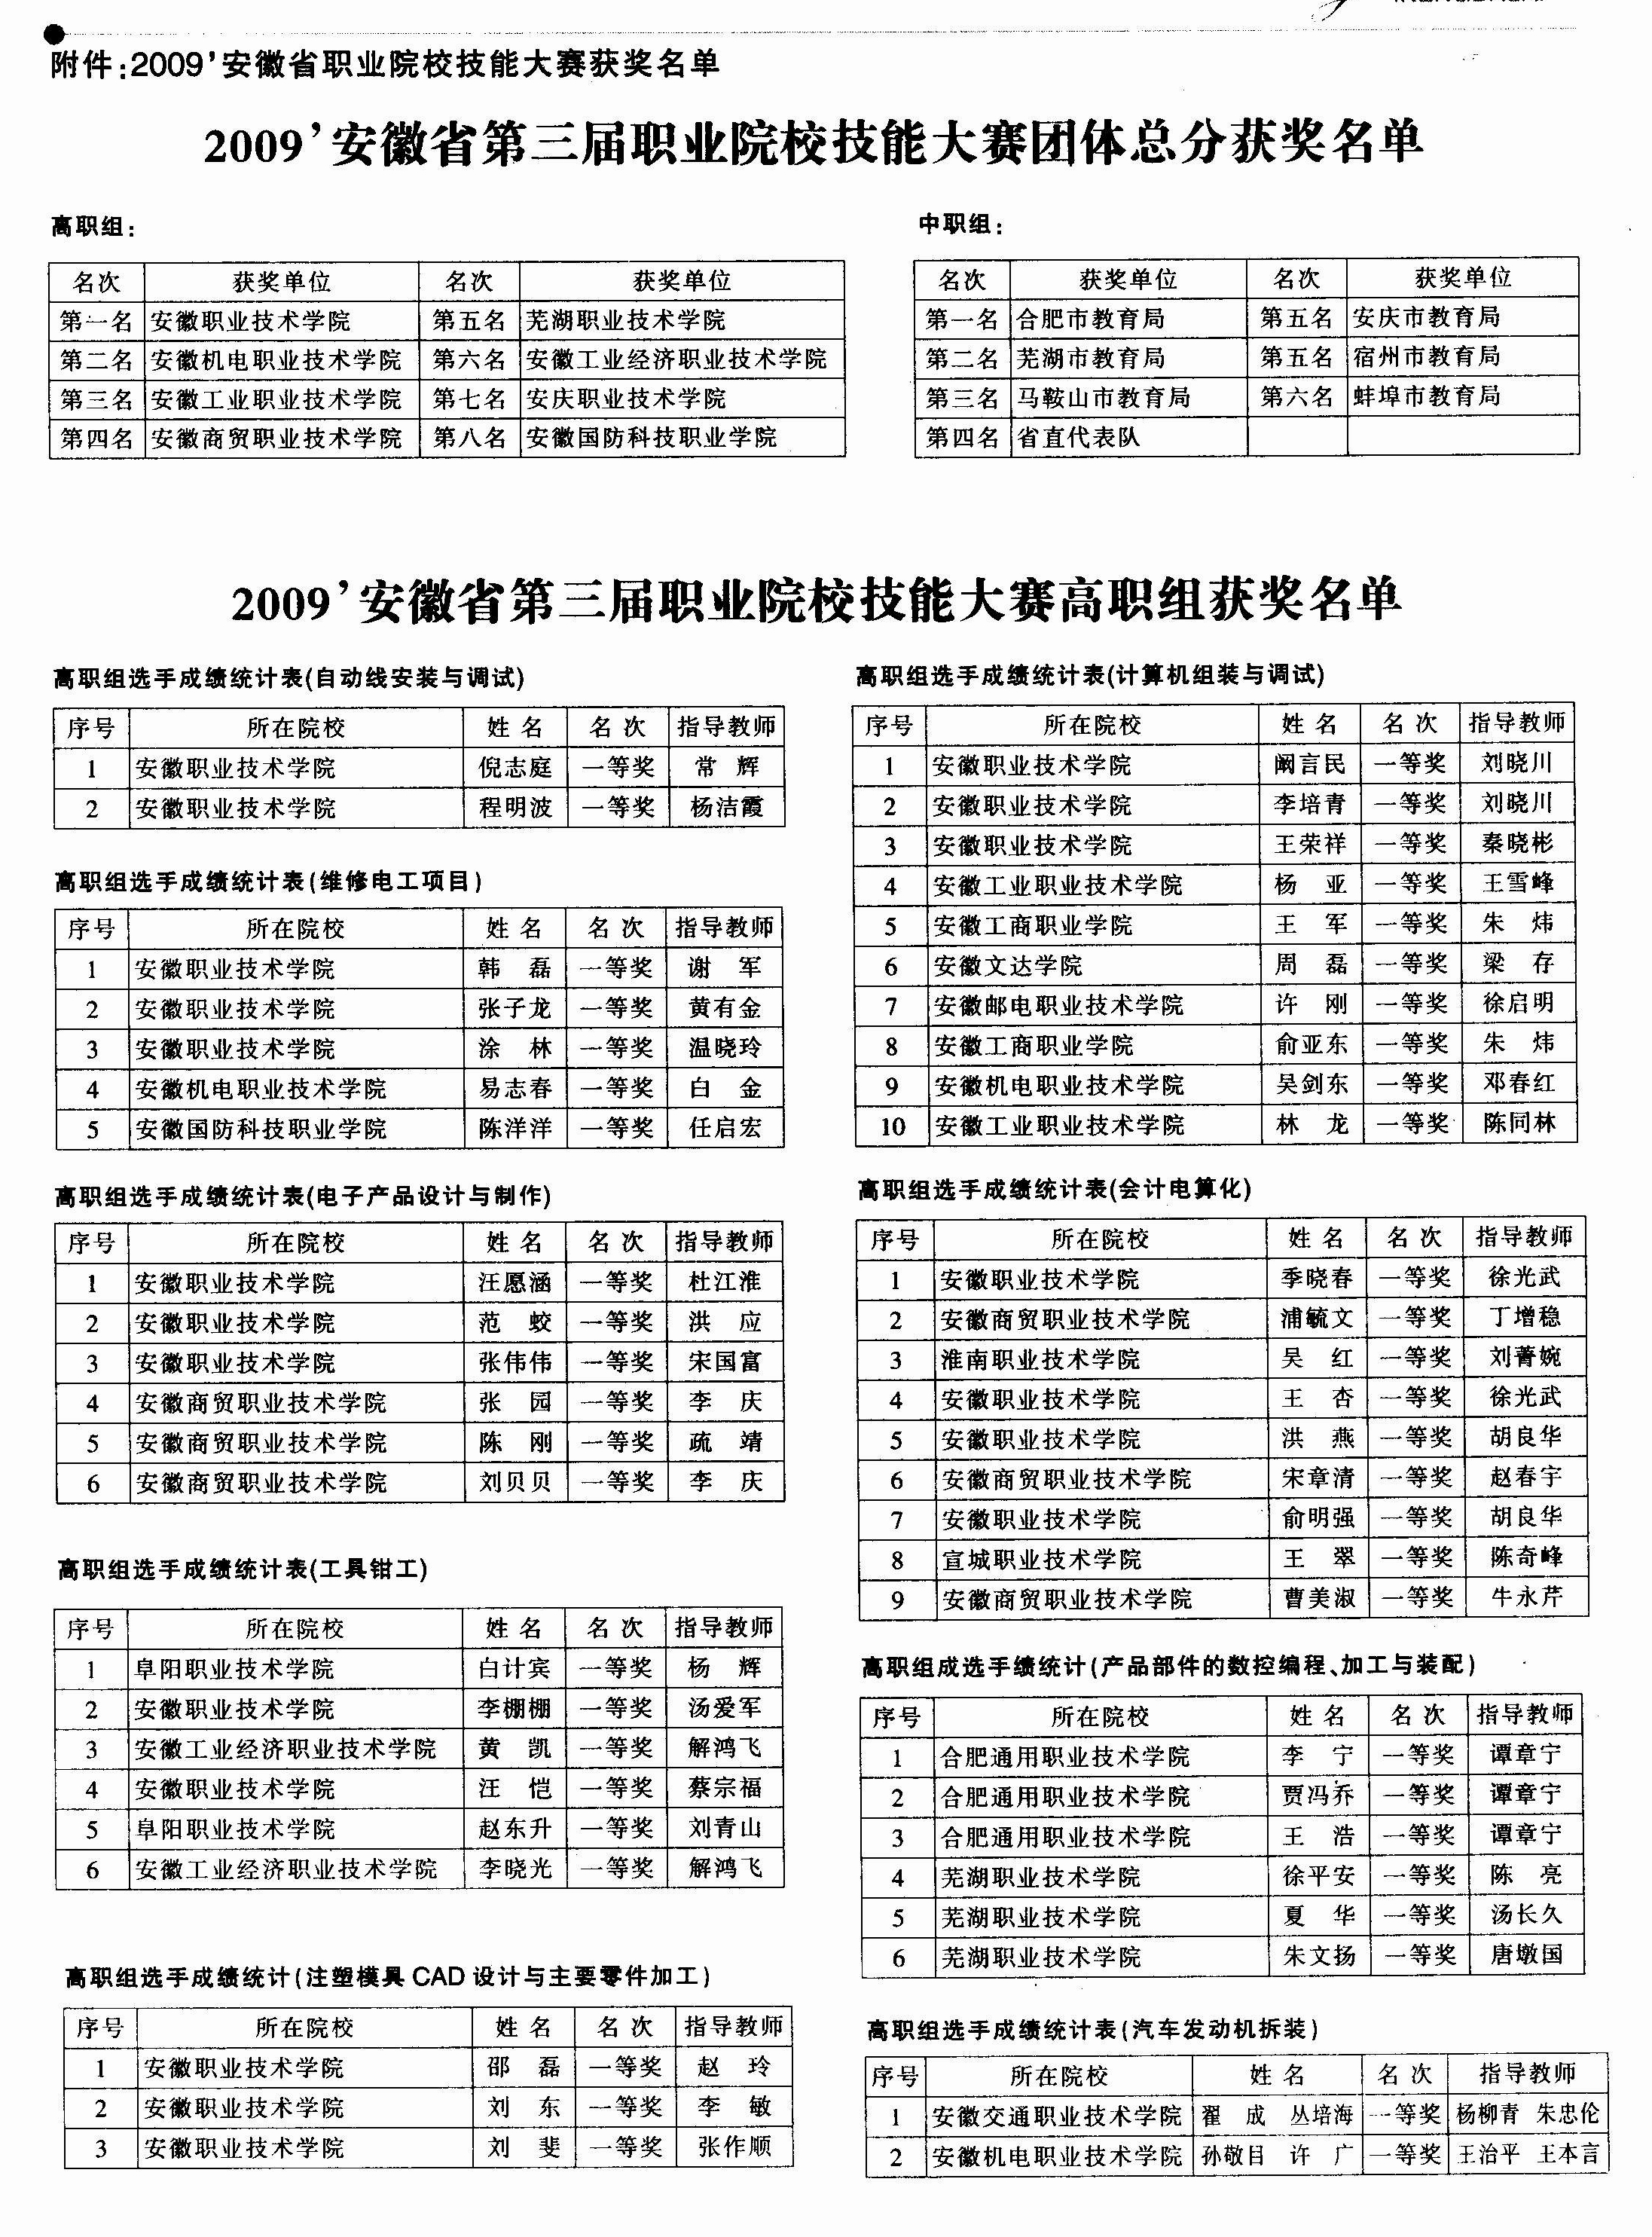 附件:2009'安徽省职业院校技能大赛获奖名单
2009'安徽省第三届职业院校技能大赛团体总分获奖名单
高职组:
名次 获奖单位 名次 获奖单位
第一名 安徽职业技术学院 第五名 芜湖职业技术学院
第二名 安徽机电职业技术学院 第六名 安徽工业经济职业技术学院
第三名 安徽工业职业技术学院 第七名 安庆职业技术学院
第四名 安徽商贸职业技术学院 第八名 安徽国防科技职业学院
中职组:
名次 获奖单位 名次 获奖单位
第一名 合肥市教育局 第五名 安庆市教育局
第二名 芜湖市教育局 第五名 宿州市教育局
第三名 马鞍山市教育局 第六名 蚌埠市教育局
第四名 省直代表队
2009'安徽省第三届职业院校技能大赛高职组获奖名单
高职组选手成绩统计表(自动线安装与调试)
序号 所在院校 姓名 名次 指导教师
1 安徽职业技术学院 倪志庭 一等奖 常辉
2 安徽职业技术学院 程明波 一等奖 杨洁霞
高职组选手成绩统计表(维修电工项目)
序号 所在院校 姓名 名次 指导教师
1 安徽职业技术学院 韩磊 一等奖 谢军
2 安徽职业技术学院 张子龙 一等奖 黄有金
3 安徽职业技术学院 涂林 一等奖 温晓玲
4 安徽机电职业技术学院 易志春 一等奖 白金
5 安徽国防科技职业学院 陈洋洋 一等奖 任启宏
高职组选手成绩统计表(电子产品设计与制作)
序号 所在院校 姓名 名次 指导教师
1 安徽职业技术学院 汪愿涵 一等奖 杜江淮
2 安徽职业技术学院 范蛟 一等奖 洪应
3 安徽职业技术学院 张伟伟 一等奖 宋国富
4 安徽商贸职业技术学院 张园 一等奖 李庆
5 安徽商贸职业技术学院 陈刚 一等奖 疏靖
6 安徽商贸职业技术学院 刘贝贝 一等奖 李庆
高职组选手成绩统计表(工具钳工)
序号 所在院校 姓名 名次 指导教师
1 阜阳职业技术学院 白计宾 一等奖 杨辉
2 安徽职业技术学院 李棚棚 一等奖 汤爱军
3 安徽工业经济职业技术学院 黄凯 一等奖 解鸿飞
4 安徽职业技术学院 汪恺 一等奖 蔡宗福
5 阜阳职业技术学院 赵东升 一等奖 刘青山
6 安徽工业经济职业技术学院 李晓光 一等奖 解鸿飞
高职组选手成绩统计(注塑模具CAD设计与主要零件加工)
序号 所在院校 姓名 名次 指导教师
1 安徽职业技术学院 邵磊 一等奖 赵玲
2 安徽职业技术学院 刘东 一等奖 李敏
3 安徽职业技术学院 刘斐 一等奖 张作顺
高职组选手成绩统计表(计算机组装与调试)
序号 所在院校 姓名 名次 指导教师
1 安徽职业技术学院 阚言民 一等奖 刘晓川
2 安徽职业技术学院 李培青 一等奖 刘晓川
3 安徽职业技术学院 王荣祥 一等奖 秦晓彬
4 安徽工业职业技术学院 杨亚 一等奖 王雪峰
5 安徽工商职业学院 王军 一等奖 朱炜
6 安徽文达学院 周磊 一等奖 梁存
7 安徽邮电职业技术学院 许刚 一等奖 徐启明
8 安徽工商职业学院 俞亚东 一等奖 朱炜
9 安徽机电职业技术学院 吴剑东 一等奖 邓春红
10 安徽工业职业技术学院 林龙 一等奖 陈同林
高职组选手成绩统计表(会计电算化)
序号 所在院校 姓名 名次 指导教师
1 安徽职业技术学院 季晓春 一等奖 徐光武
2 安徽商贸职业技术学院 浦毓文 一等奖 丁增稳
3 淮南职业技术学院 吴红 一等奖 刘菁婉
4 安徽职业技术学院 王杏 一等奖 徐光武
5 安徽职业技术学院 洪燕 一等奖 胡良华
6 安徽商贸职业技术学院 宋章清 一等奖 赵春宇
7 安徽职业技术学院 俞明强 一等奖 胡良华
8 宣城职业技术学院 王翠 一等奖 陈奇峰
9 安徽商贸职业技术学院 曹美淑 一等奖 牛永芹
高职组成选手绩统计(产品部件的数控编程、加工与装配)
序号 所在院校 姓名 名次 指导教师
1 合肥通用职业技术学院 李宁 一等奖 谭章宁
2 合肥通用职业技术学院 贾冯乔 一等奖 谭章宁
3 合肥通用职业技术学院 王浩 一等奖 谭章宁
4 芜湖职业技术学院 徐平安 一等奖 陈亮
5 芜湖职业技术学院 夏华 一等奖 汤长久
6 芜湖职业技术学院 朱文扬 一等奖 唐墩国
高职组选手成绩统计表(汽车发动机拆装)
序号 所在院校 姓名 名次 指导教师
1 安徽交通职业技术学院 翟成 丛培海 一等奖 杨柳青 朱忠伦
2 安徽机电职业技术学院 孙敬目 许广 一等奖 王治平 王本言